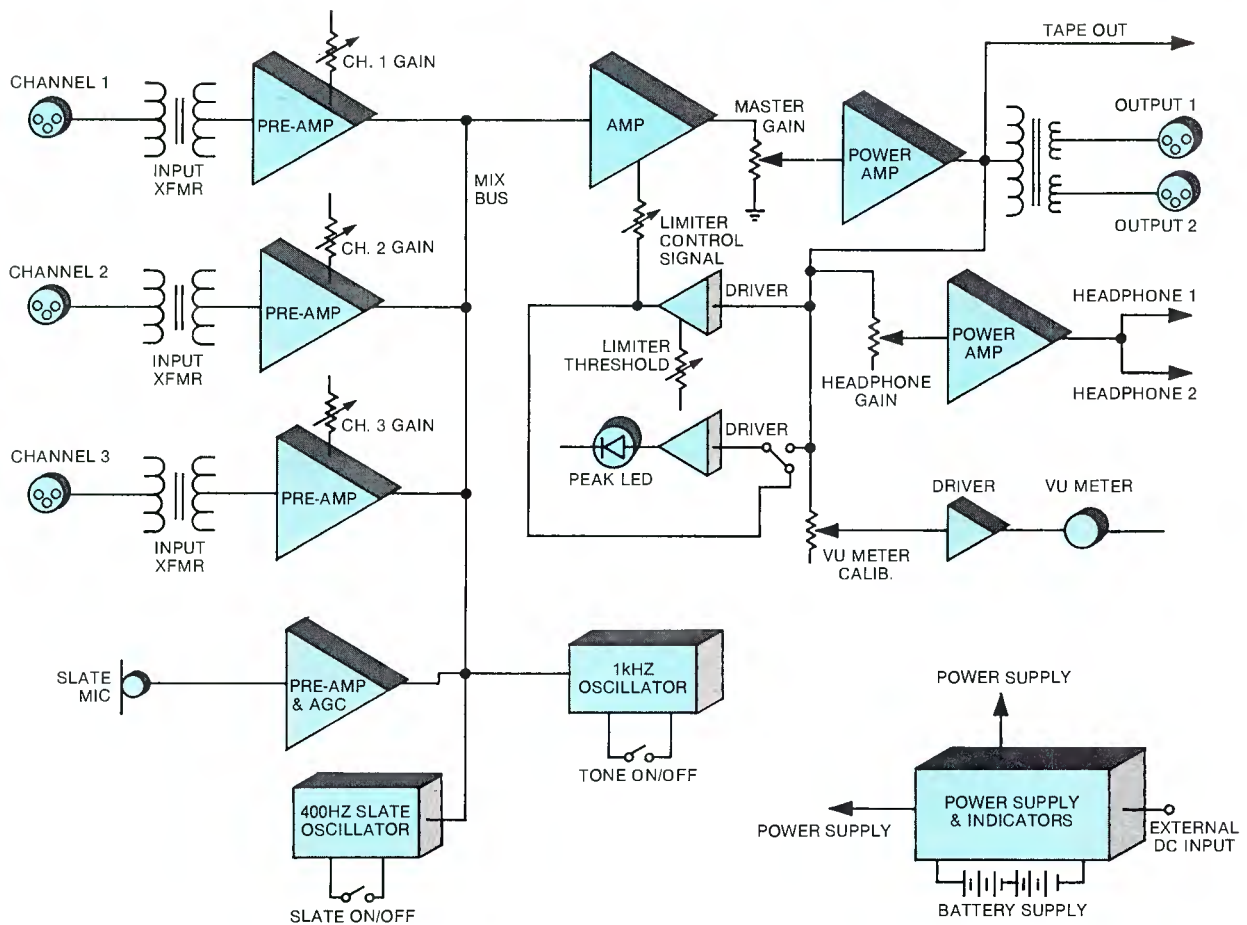 TAPE OUT
CH. 1 GAIN
CHANNEL 1
OUTPUT 1
MASTER
GAIN
PRE-AMP
AMP
POWER
AMP
INPUT
XFMR
MIX
BUS
OUTPUT 2
LIMITER
CONTROL
SIGNAL
CH. 2 GAIN
CHANNEL 2
DRIVER
HEADPHONE 1
PRE-AMP
POWER
AMP
INPUT
XFMR
LIMITER
THRESHOLD
HEADPHONE
GAIN
HEADPHONE 2
CH. 3 GAIN
DRIVER
CHANNEL 3
PEAK LED
PRE-AMP
DRIVER
VU METER
INPUT
XFMR
VU METER
CALIB.
SLATE
MIC
PRE-AMP
& AGC
1kHZ
OSCILLATOR
TONE ON/OFF
POWER SUPPLY
400HZ SLATE
OSCILLATOR
POWER SUPPLY
& INDICATORS
POWER SUPPLY
EXTERNAL
DC INPUT
SLATE ON/OFF
BATTERY SUPPLY